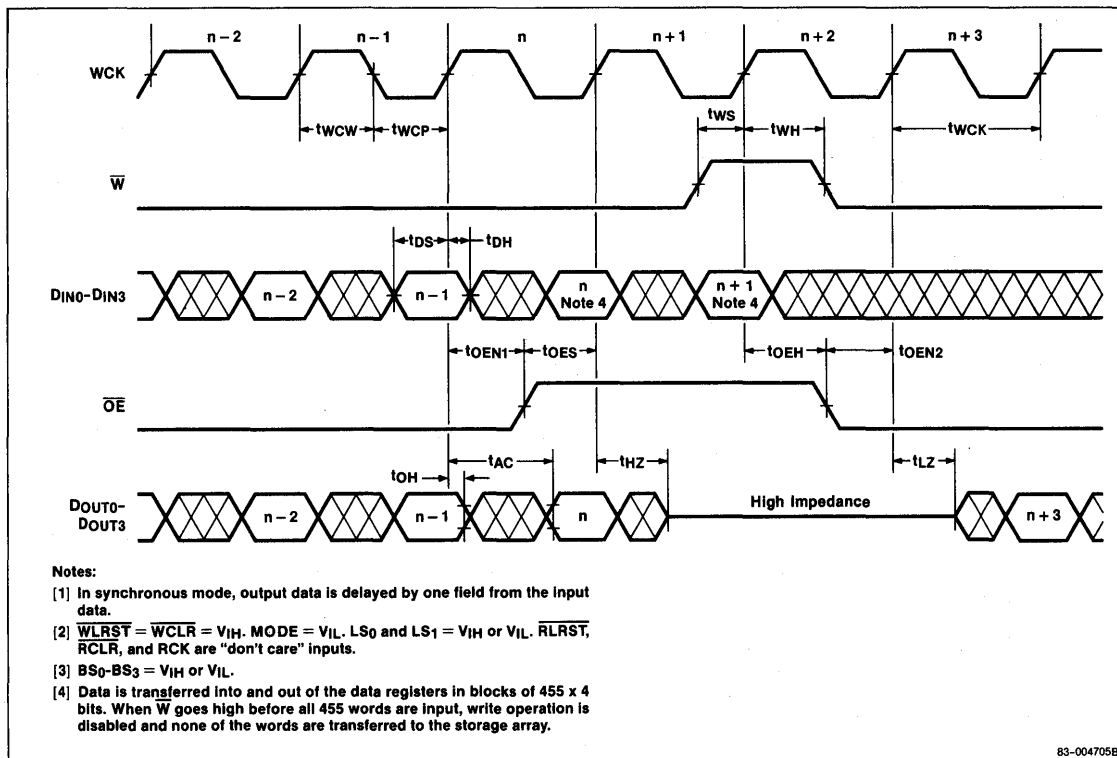 n – 2 n – 1 n n + 1 n + 2 n + 3
WCK
tWCW tWCP tWS tWH tWCK
W̅
tDS tDH
DIN0-DIN3
n – 2 n – 1 n Note 4 n + 1 Note 4
tOEN1 tOES tOEH tOEN2
O̅E̅
tOH tAC tHZ tLZ
DOUT0-
DOUT3
n – 2 n – 1 n High Impedance n + 3
Notes:
[1] In synchronous mode, output data is delayed by one field from the input
data.
[2] W̅L̅R̅S̅T̅ = W̅C̅L̅R̅ = VIH. MODE = VIL. LS0 and LS1 = VIH or VIL. R̅L̅R̅S̅T̅,
R̅C̅L̅R̅, and RCK are "don't care" inputs.
[3] BS0-BS3 = VIH or VIL.
[4] Data is transferred into and out of the data registers in blocks of 455 x 4
bits. When W̅ goes high before all 455 words are input, write operation is
disabled and none of the words are transferred to the storage array.
83-004705B